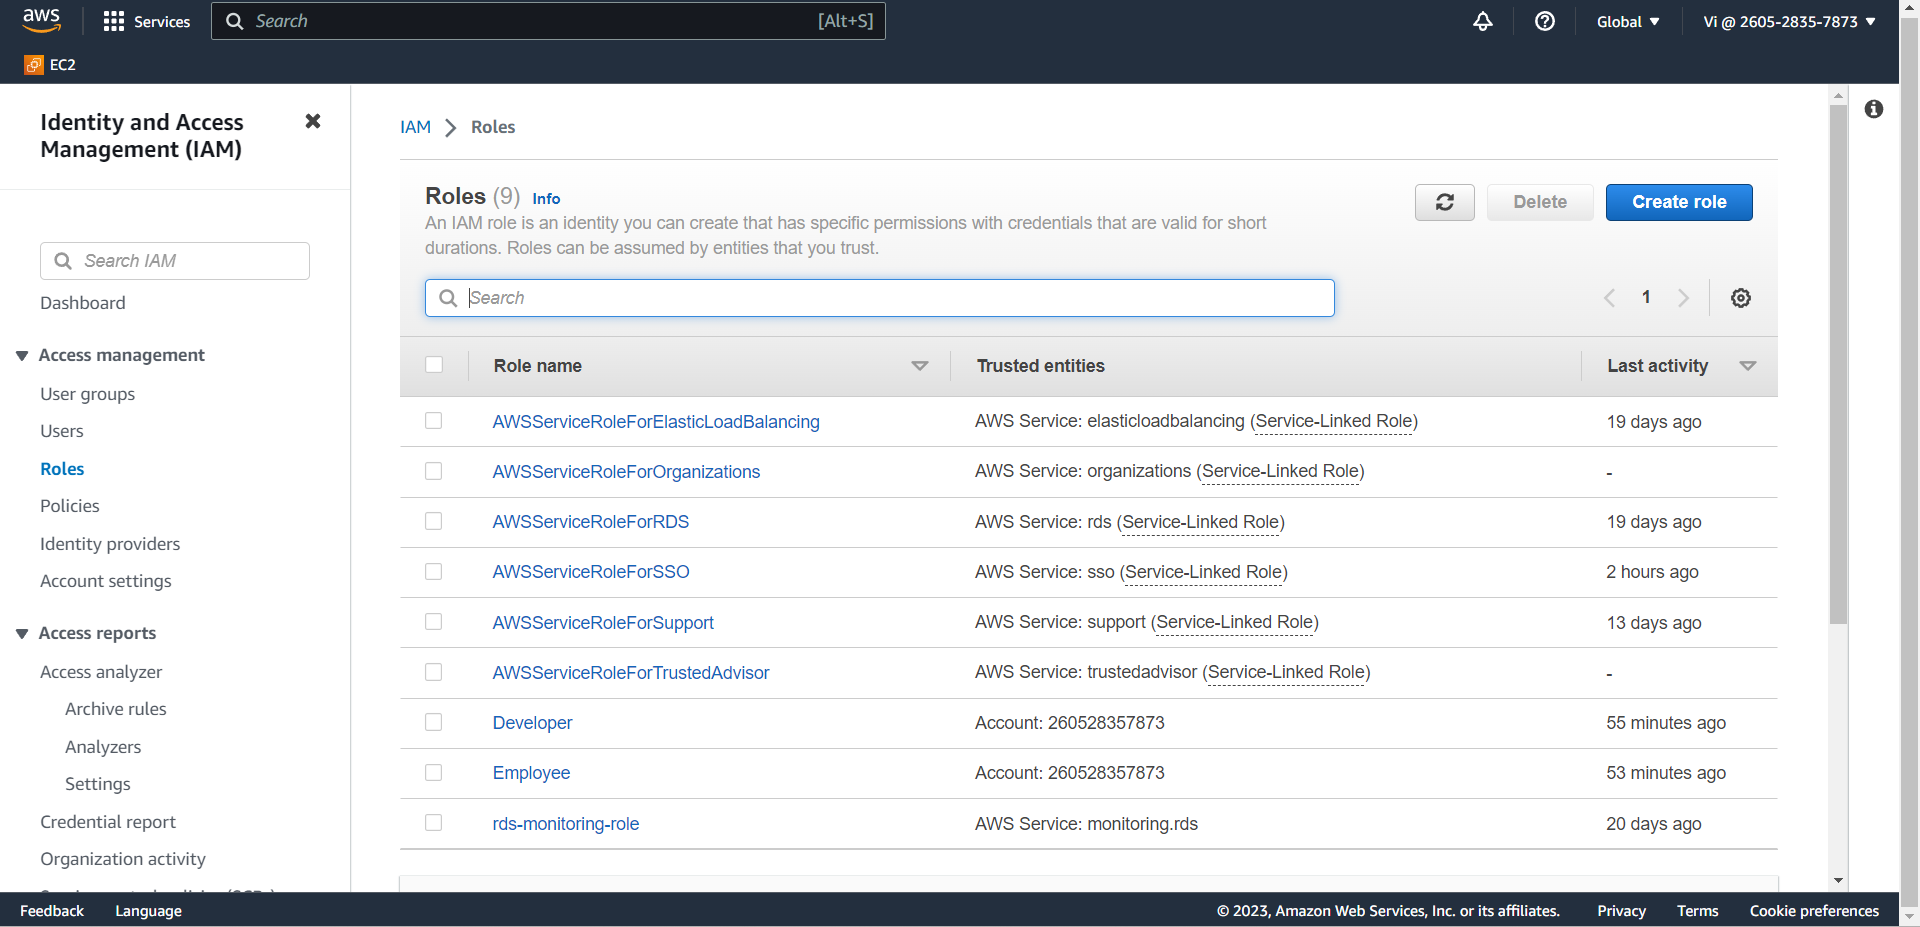 aws
Services
Search
[Alt+S]
Global
Vi @ 2605-2835-7873
EC2
Identity and Access
Management (IAM)
Search IAM
Dashboard
Access management
User groups
Users
Roles
Policies
Identity providers
Account settings
Access reports
Access analyzer
Archive rules
Analyzers
Settings
Credential report
Organization activity
IAM > Roles
Roles (9) Info
An IAM role is an identity you can create that has specific permissions with credentials that are valid for short
durations. Roles can be assumed by entities that you trust.
Delete
Create role
Search
1
Role name Trusted entities Last activity
AWSServiceRoleForElasticLoadBalancing AWS Service: elasticloadbalancing (Service-Linked Role) 19 days ago
AWSServiceRoleForOrganizations AWS Service: organizations (Service-Linked Role) -
AWSServiceRoleForRDS AWS Service: rds (Service-Linked Role) 19 days ago
AWSServiceRoleForSSO AWS Service: sso (Service-Linked Role) 2 hours ago
AWSServiceRoleForSupport AWS Service: support (Service-Linked Role) 13 days ago
AWSServiceRoleForTrustedAdvisor AWS Service: trustedadvisor (Service-Linked Role) -
Developer Account: 260528357873 55 minutes ago
Employee Account: 260528357873 53 minutes ago
rds-monitoring-role AWS Service: monitoring.rds 20 days ago
Feedback Language © 2023, Amazon Web Services, Inc. or its affiliates. Privacy Terms Cookie preferences